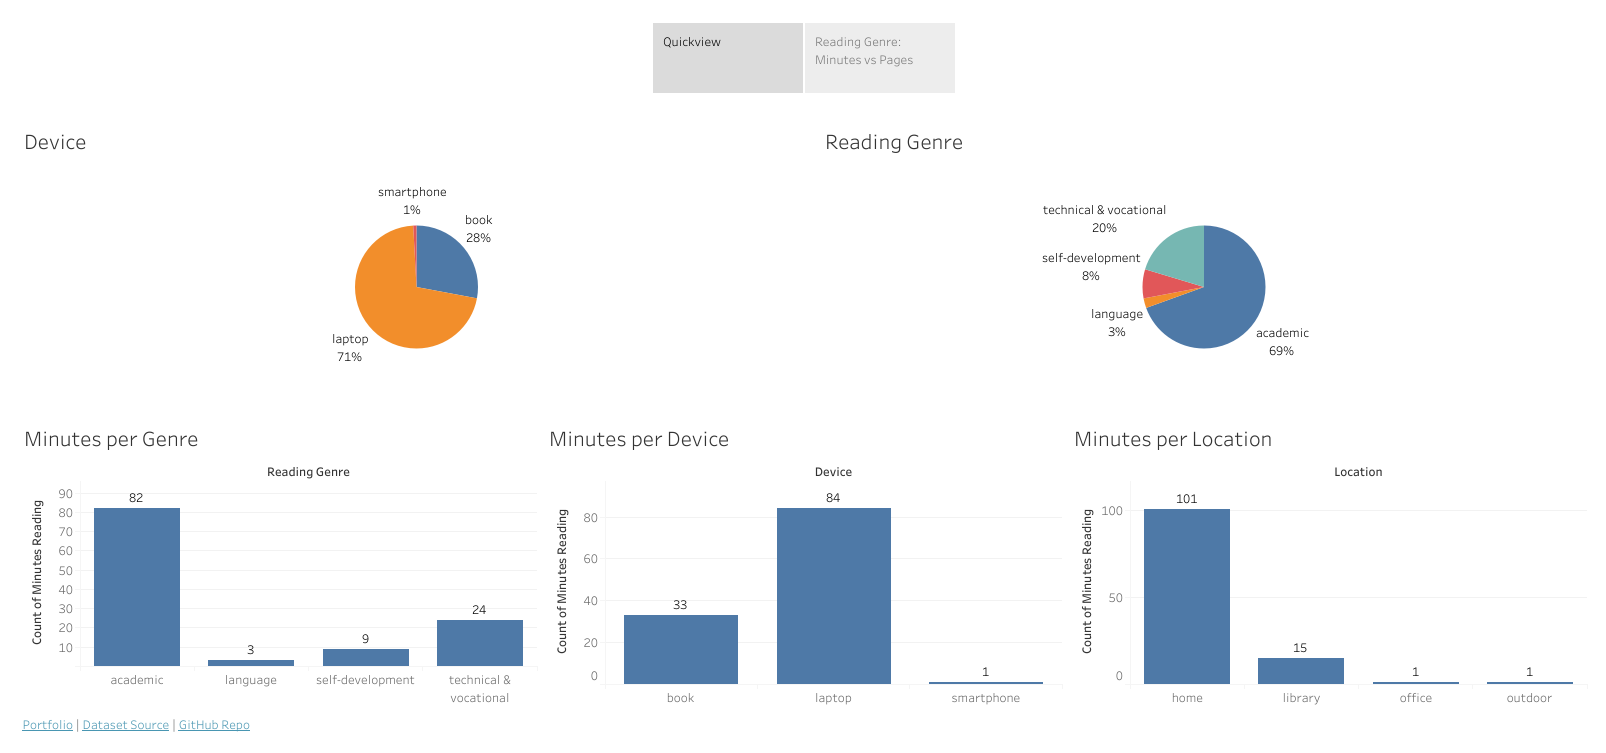 Quickview
Reading Genre:
Minutes vs Pages
Device
Reading Genre
smartphone
1%
book
28%
laptop
71%
technical & vocational
20%
self-development
8%
language
3%
academic
69%
Minutes per Genre
Reading Genre
Count of Minutes Reading
90
80
70
60
50
40
30
20
10
82
3
9
24
academic
language
self-development
technical &
vocational
Minutes per Device
Device
Count of Minutes Reading
80
60
40
20
0
33
84
1
book
laptop
smartphone
Minutes per Location
Location
Count of Minutes Reading
100
50
0
101
15
1
1
home
library
office
outdoor
Portfolio | Dataset Source | GitHub Repo